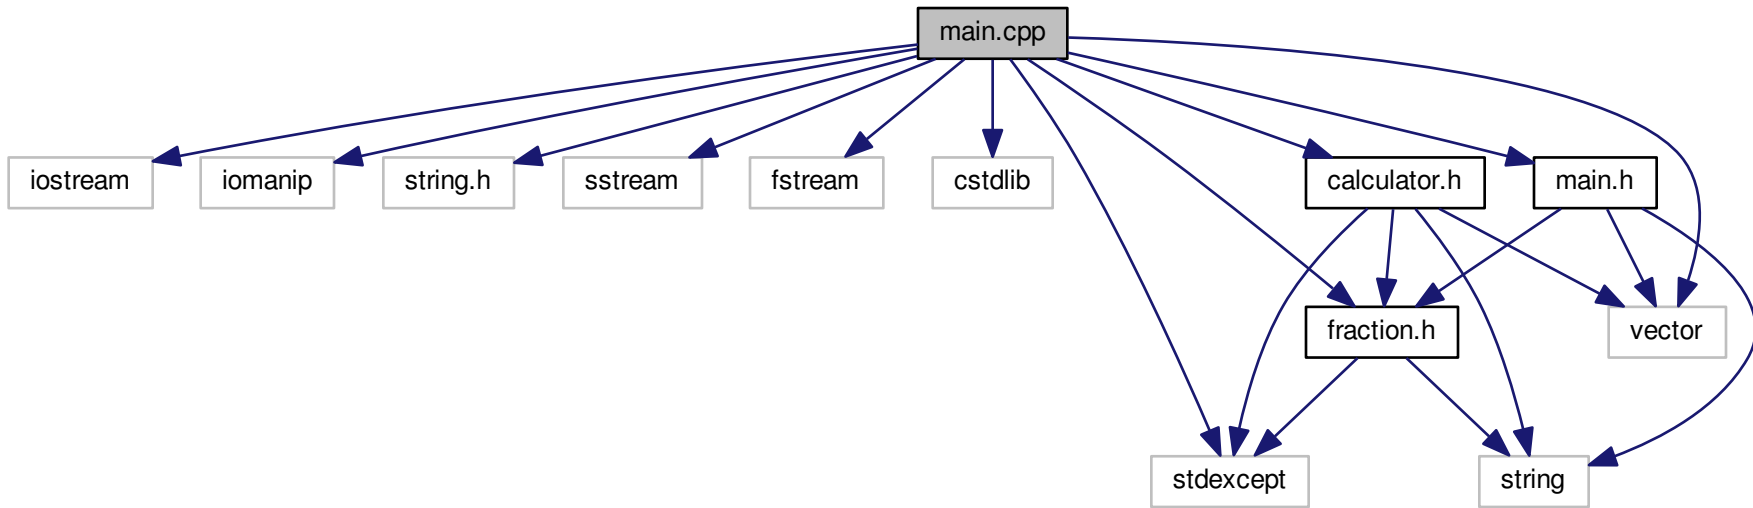 main.cpp
iostream
iomanip
string.h
sstream
fstream
cstdlib
calculator.h
main.h
fraction.h
vector
stdexcept
string